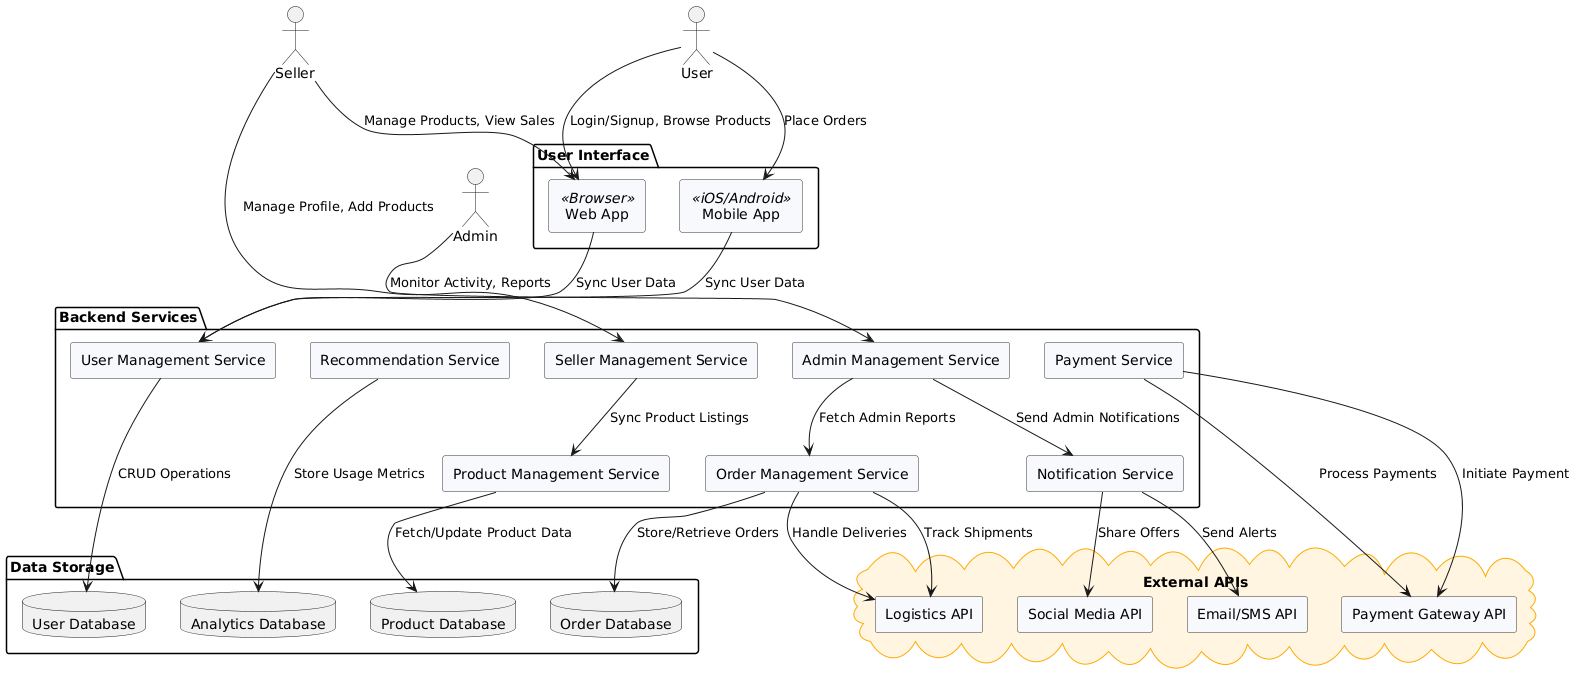 Seller
User
Manage Products, View Sales
Login/Signup, Browse Products
Place Orders
User Interface
«Browser»
Web App
«iOS/Android»
Mobile App
Manage Profile, Add Products
Admin
Monitor Activity, Reports
Sync User Data
Sync User Data
Backend Services
User Management Service
Recommendation Service
Seller Management Service
Admin Management Service
Payment Service
Sync Product Listings
Fetch Admin Reports
Send Admin Notifications
CRUD Operations
Store Usage Metrics
Product Management Service
Order Management Service
Notification Service
Process Payments
Initiate Payment
Fetch/Update Product Data
Store/Retrieve Orders
Handle Deliveries
Track Shipments
Share Offers
Send Alerts
Data Storage
External APIs
User Database
Analytics Database
Product Database
Order Database
Logistics API
Social Media API
Email/SMS API
Payment Gateway API